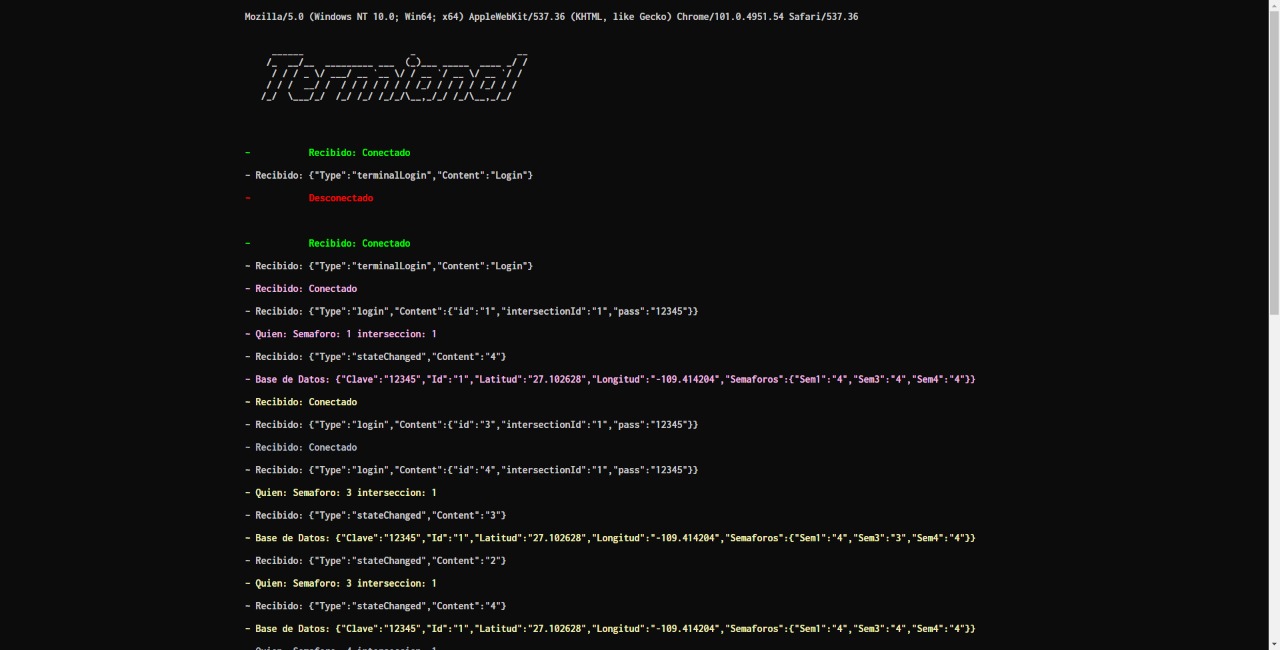 Mozilla/5.0 (Windows NT 10.0; Win64; x64) AppleWebKit/537.36 (KHTML, like Gecko) Chrome/101.0.4951.54 Safari/537.36
Terminal
- Recibido: Conectado
- Recibido: {"Type":"terminalLogin","Content":"Login"}
- Desconectado
- Recibido: Conectado
- Recibido: {"Type":"terminalLogin","Content":"Login"}
- Recibido: Conectado
- Recibido: {"Type":"login","Content":{"id":"1","intersectionId":"1","pass":"12345"}}
- Quien: Semaforo: 1 interseccion: 1
- Recibido: {"Type":"stateChanged","Content":"4"}
- Base de Datos: {"Clave":"12345","Id":"1","Latitud":"27.102628","Longitud":"-109.414204","Semaforos":{"Sem1":"4","Sem3":"4","Sem4":"4"}}
- Recibido: Conectado
- Recibido: {"Type":"login","Content":{"id":"3","intersectionId":"1","pass":"12345"}}
- Recibido: Conectado
- Recibido: {"Type":"login","Content":{"id":"4","intersectionId":"1","pass":"12345"}}
- Quien: Semaforo: 3 interseccion: 1
- Recibido: {"Type":"stateChanged","Content":"3"}
- Base de Datos: {"Clave":"12345","Id":"1","Latitud":"27.102628","Longitud":"-109.414204","Semaforos":{"Sem1":"4","Sem3":"3","Sem4":"4"}}
- Recibido: {"Type":"stateChanged","Content":"2"}
- Quien: Semaforo: 3 interseccion: 1
- Recibido: {"Type":"stateChanged","Content":"4"}
- Base de Datos: {"Clave":"12345","Id":"1","Latitud":"27.102628","Longitud":"-109.414204","Semaforos":{"Sem1":"4","Sem3":"4","Sem4":"4"}}